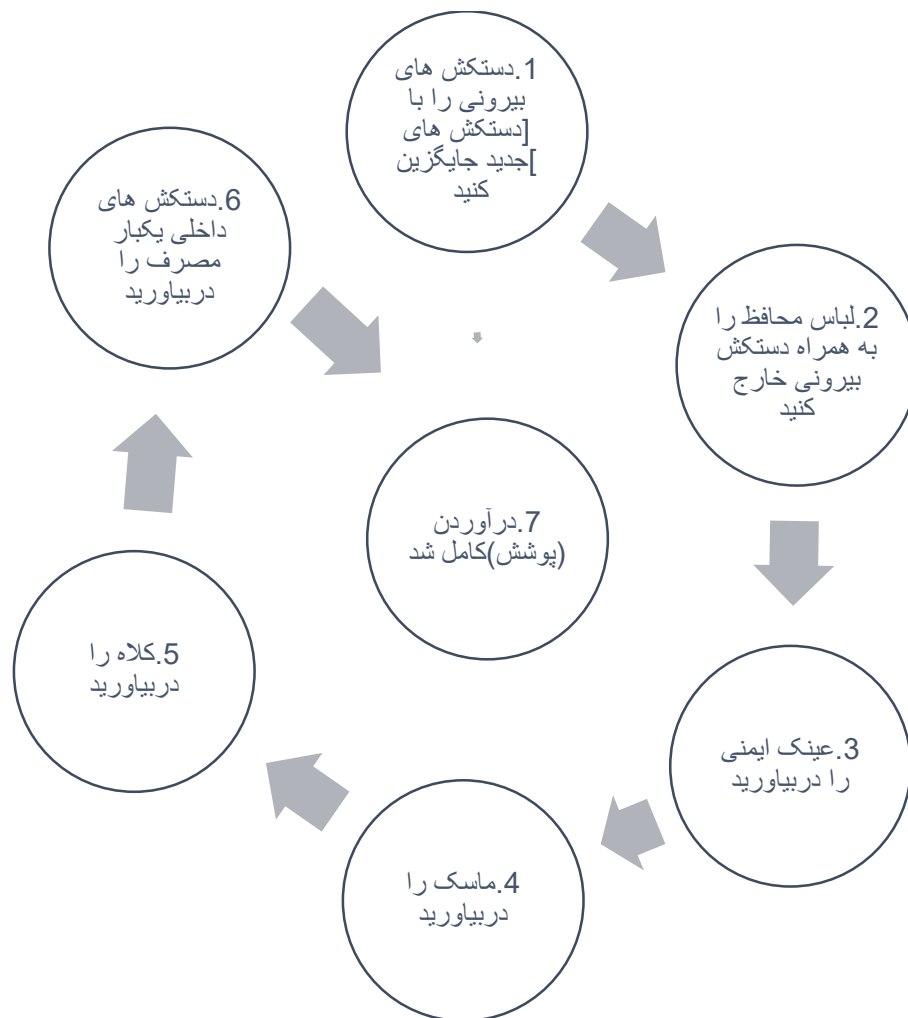 1.دستکش های
بیرونی را با
[دستکش های
جدید جایگزین[
کنید
2.لباس محافظ را
به همراه دستکش
بیرونی خارج
کنید
3.عینک ایمنی
را دربیاورید
4.ماسک را
دربیاورید
5.کلاه را
دربیاورید
6.دستکش های
داخلی یکبار
مصرف را
دربیاورید
7.درآوردن
(پوشش)کامل شد